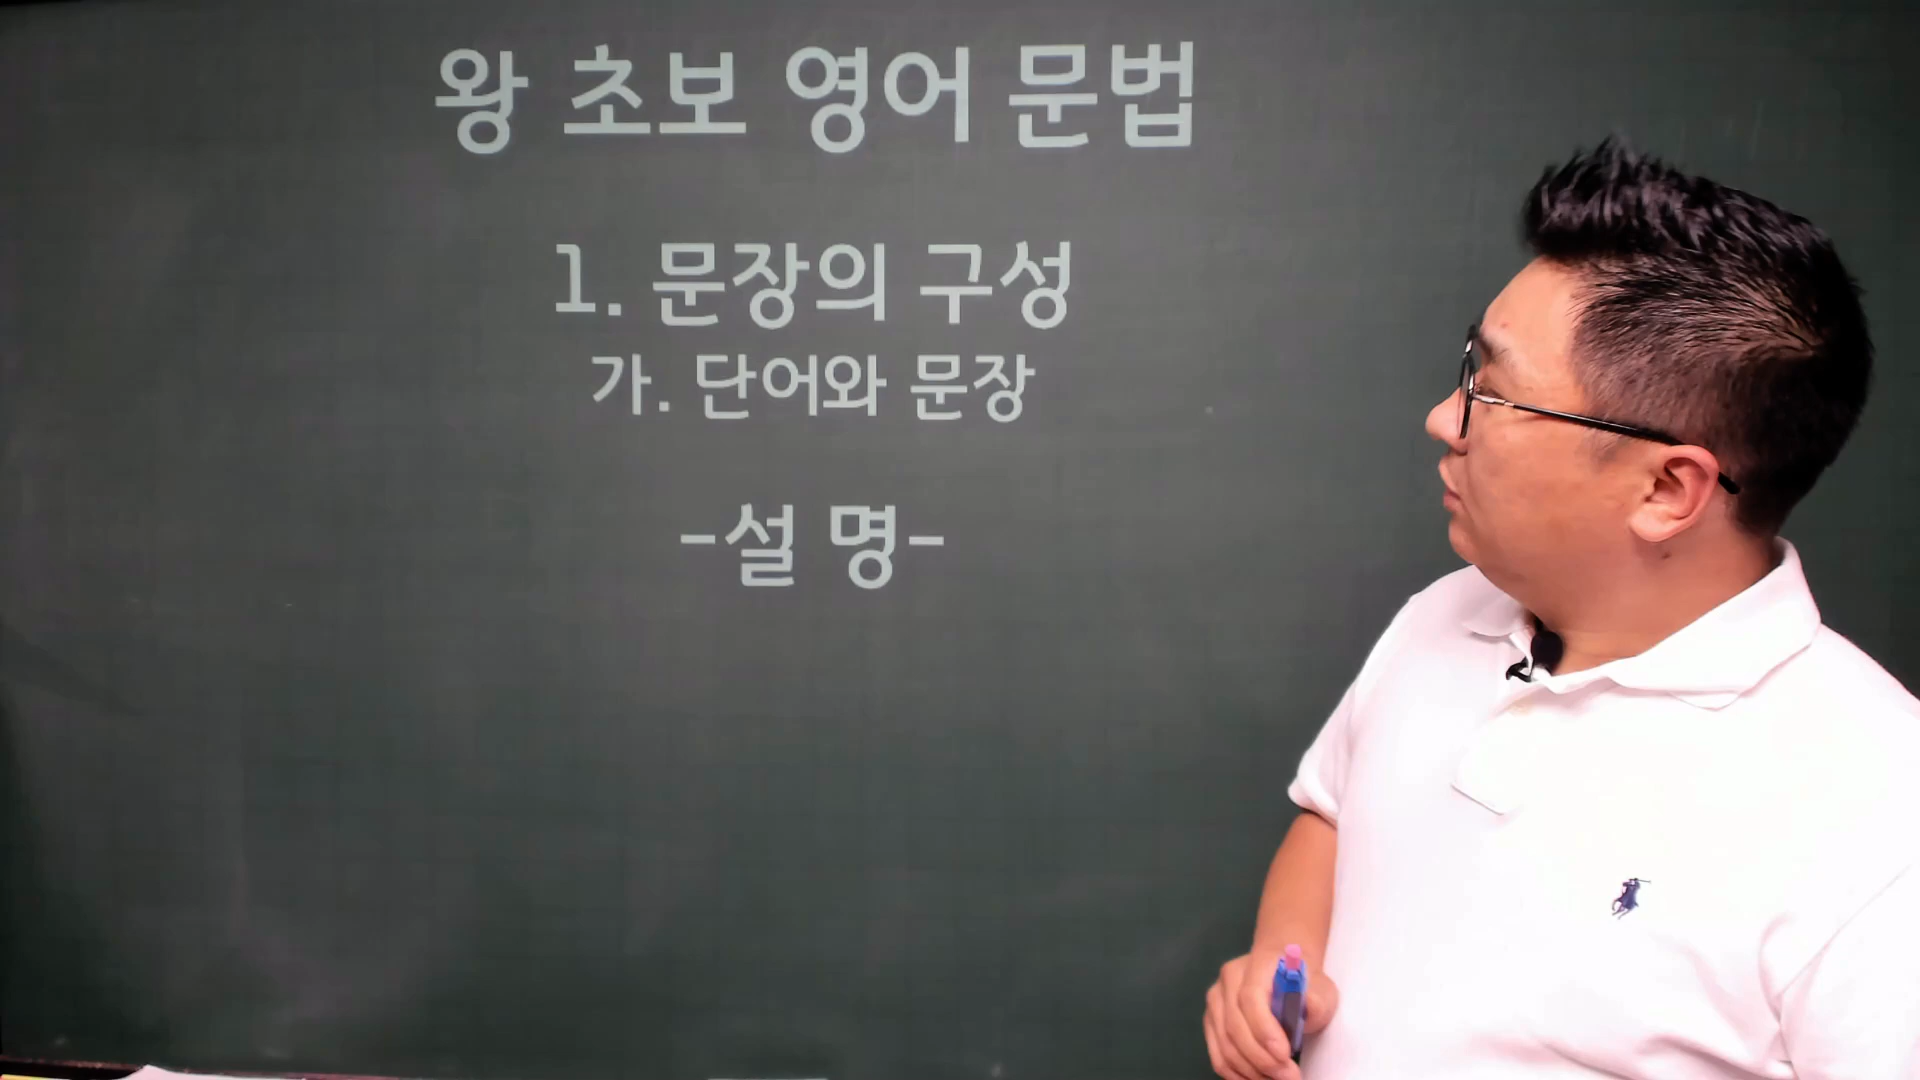 왕 초보 영어 문법
1. 문장의 구성
가. 단어와 문장
-설 명-